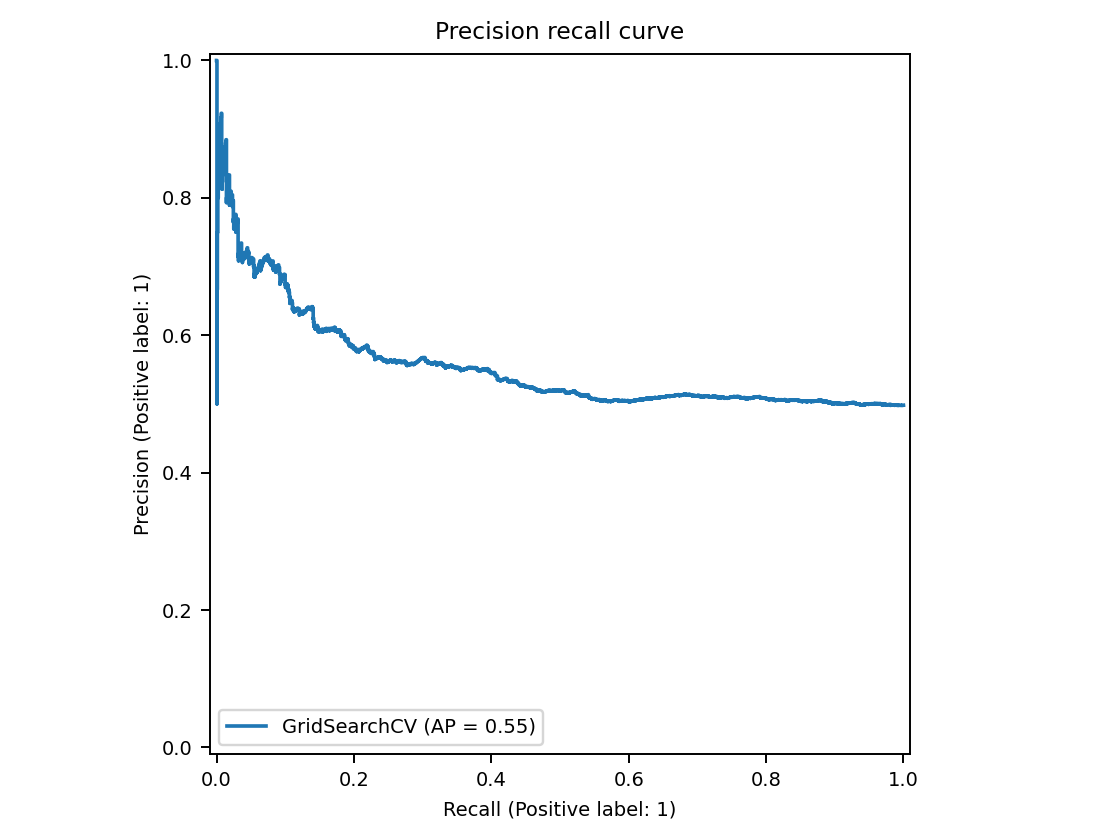 Precision recall curve
1.0
0.8
0.6
0.4
0.2
0.0
Precision (Positive label: 1)
GridSearchCV (AP = 0.55)
0.0 0.2 0.4 0.6 0.8 1.0
Recall (Positive label: 1)